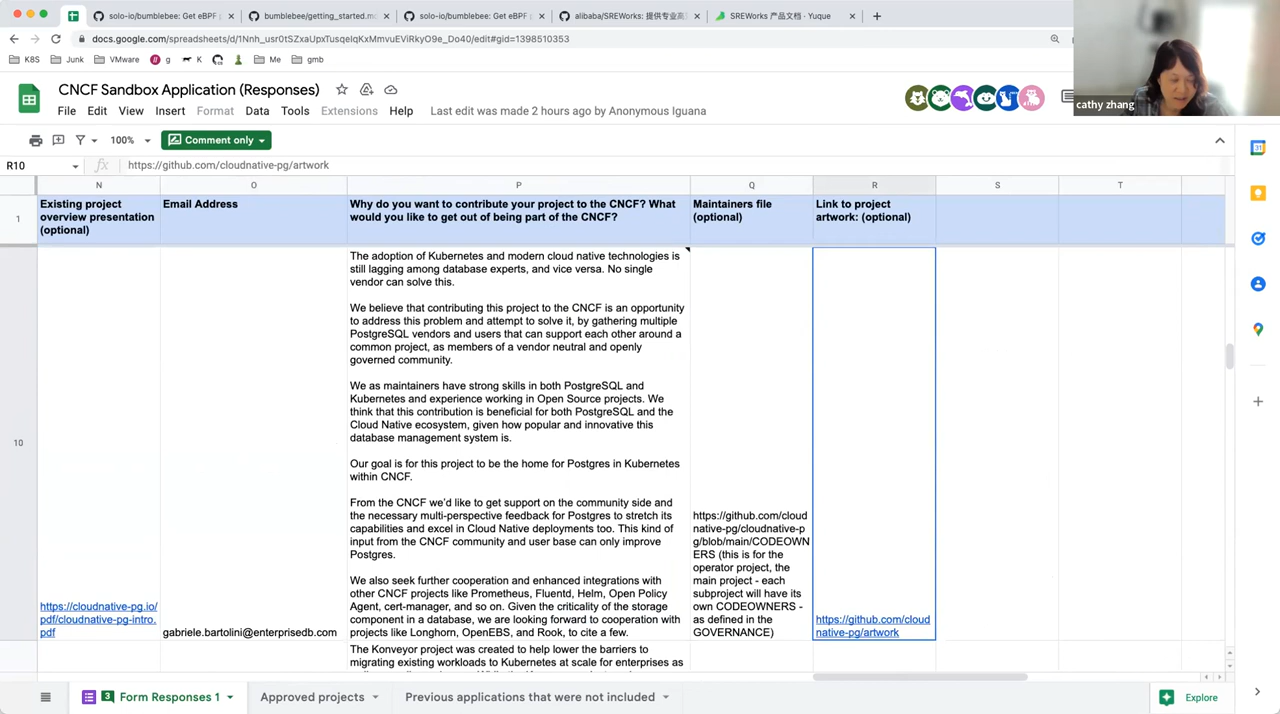 solo-io/bumblebee: Get eBPF
bumblebee/getting_started.m
solo-io/bumblebee: Get eBPF
alibaba/SREWorks: 提供专业高
SREWorks 产品文档 · Yuque
docs.google.com/spreadsheets/d/1Nnh_usr0tSZxaUpxTusqeIqKxMmvuEViRkyO9e_Do40/edit#gid=1398510353
K8S
Junk
VMware
g
K
Me
gmb
CNCF Sandbox Application (Responses)
File Edit View Insert Format Data Tools Extensions Help Last edit was made 2 hours ago by Anonymous Iguana
cathy zhang
100%
Comment only
R10
fx
https://github.com/cloudnative-pg/artwork
N O P Q R S T
1
Existing project
overview presentation
(optional)
Email Address
Why do you want to contribute your project to the CNCF? What
would you like to get out of being part of the CNCF?
Maintainers file
(optional)
Link to project
artwork: (optional)
10
https://cloudnative-pg.io/
pdf/cloudnative-pg-intro.
pdf
gabriele.bartolini@enterprisedb.com
The adoption of Kubernetes and modern cloud native technologies is
still lagging among database experts, and vice versa. No single
vendor can solve this.
We believe that contributing this project to the CNCF is an opportunity
to address this problem and attempt to solve it, by gathering multiple
PostgreSQL vendors and users that can support each other around a
common project, as members of a vendor neutral and openly
governed community.
We as maintainers have strong skills in both PostgreSQL and
Kubernetes and experience working in Open Source projects. We
think that this contribution is beneficial for both PostgreSQL and the
Cloud Native ecosystem, given how popular and innovative this
database management system is.
Our goal is for this project to be the home for Postgres in Kubernetes
within CNCF.
From the CNCF we'd like to get support on the community side and
the necessary multi-perspective feedback for Postgres to stretch its
capabilities and excel in Cloud Native deployments too. This kind of
input from the CNCF community and user base can only improve
Postgres.
We also seek further cooperation and enhanced integrations with
other CNCF projects like Prometheus, Fluentd, Helm, Open Policy
Agent, cert-manager, and so on. Given the criticality of the storage
component in a database, we are looking forward to cooperation with
projects like Longhorn, OpenEBS, and Rook, to cite a few.
https://github.com/cloud
native-pg/cloudnative-p
g/blob/main/CODEOWN
ERS (this is for the
operator project, the
main project - each
subproject will have its
own CODEOWNERS -
as defined in the
GOVERNANCE)
https://github.com/cloud
native-pg/artwork
The Konveyor project was created to help lower the barriers to
migrating existing workloads to Kubernetes at scale for enterprises as
3 Form Responses 1
Approved projects
Previous applications that were not included
Explore